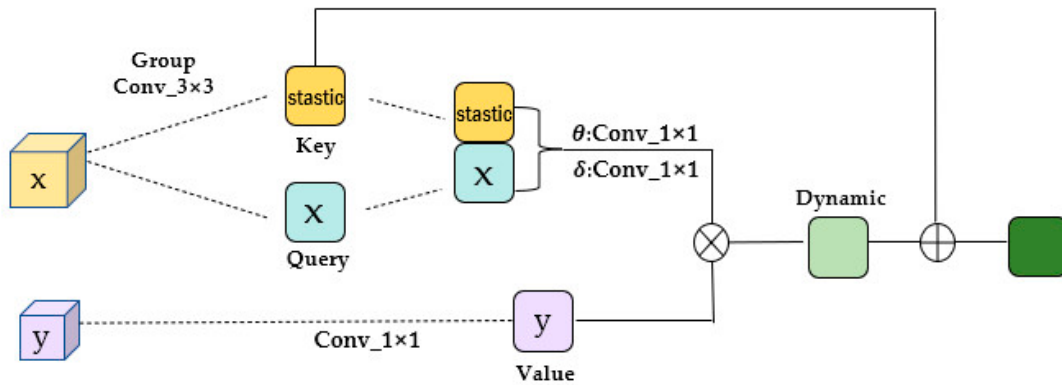 Group
Conv_3×3
stastic
Key
x
x
Query
stastic
x
θ:Conv_1×1
δ:Conv_1×1
Dynamic
y
Conv_1×1
y
Value